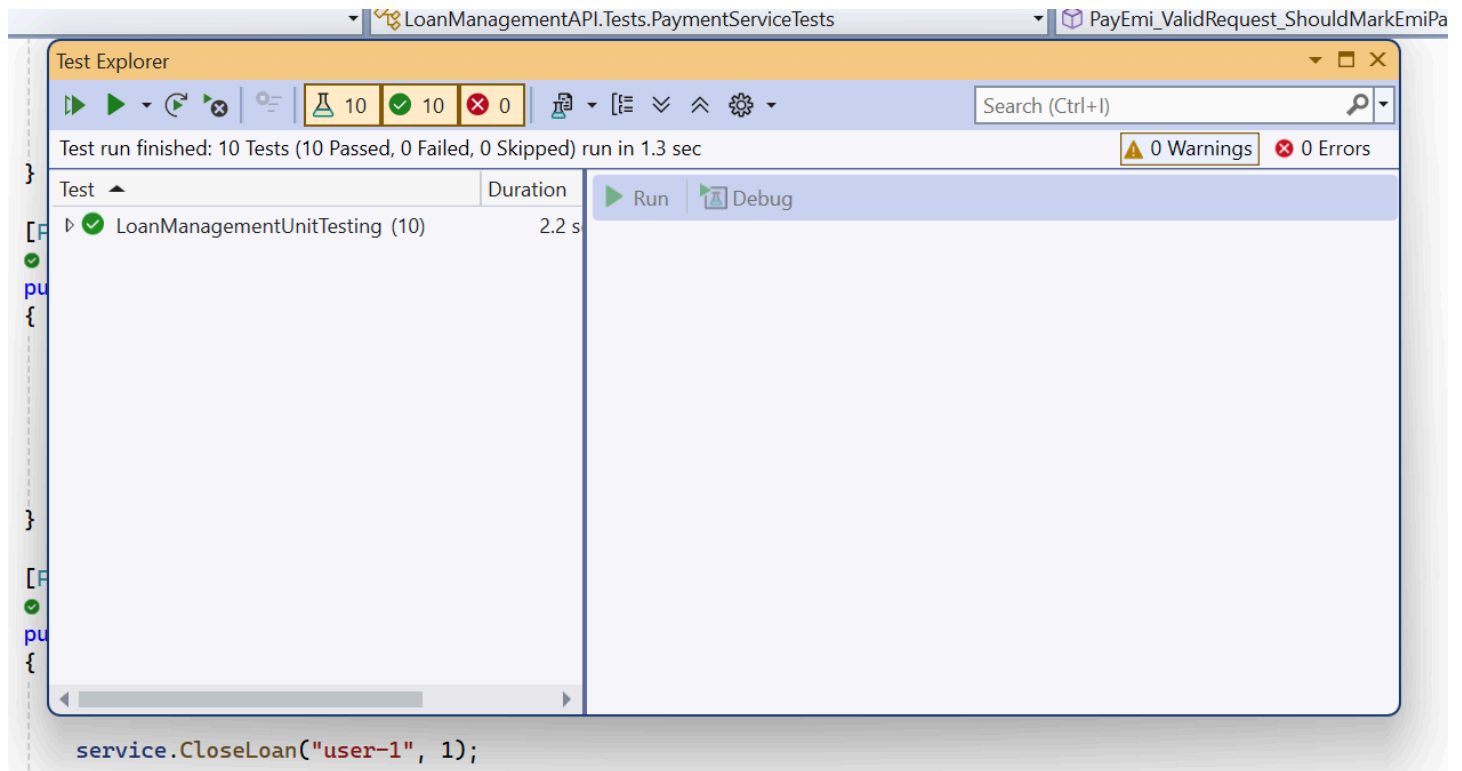 LoanManagementAPI.Tests.PaymentServiceTests PayEmi_ValidRequest_ShouldMarkEmiPa
Test Explorer
10 10 0 Search (Ctrl+I)
Test run finished: 10 Tests (10 Passed, 0 Failed, 0 Skipped) run in 1.3 sec 0 Warnings 0 Errors
}
Test Duration Run Debug
[F LoanManagementUnitTesting (10) 2.2 s
pu
{
}
[F
pu
{
service.CloseLoan("user-1", 1);